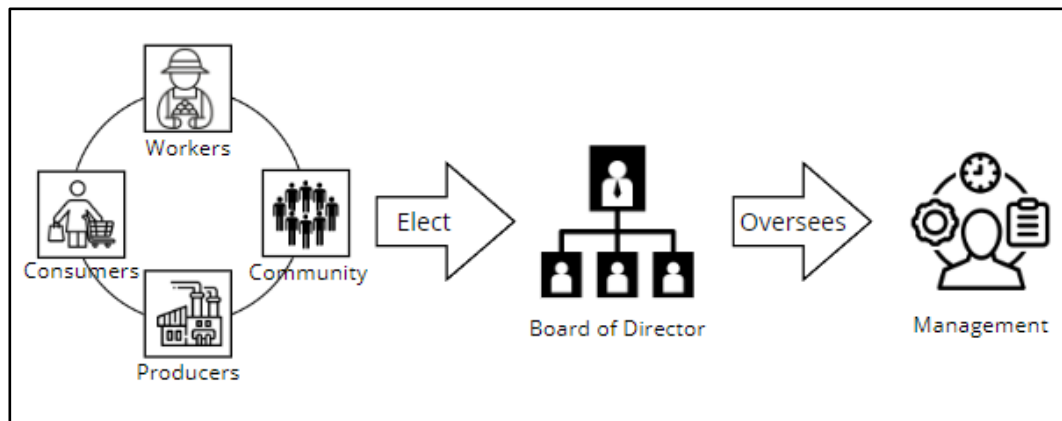 Workers
Consumers
Community
Producers
Elect
Board of Director
Oversees
Management